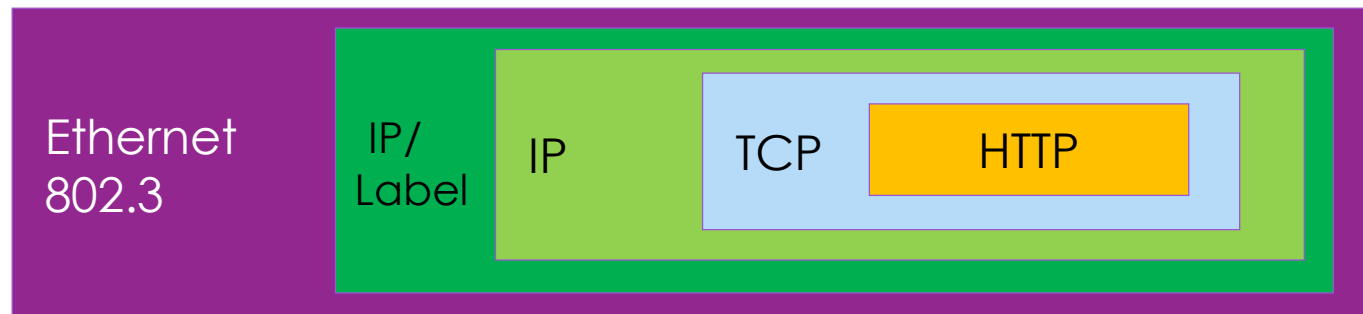 Ethernet
802.3
IP/
Label
IP
TCP
HTTP